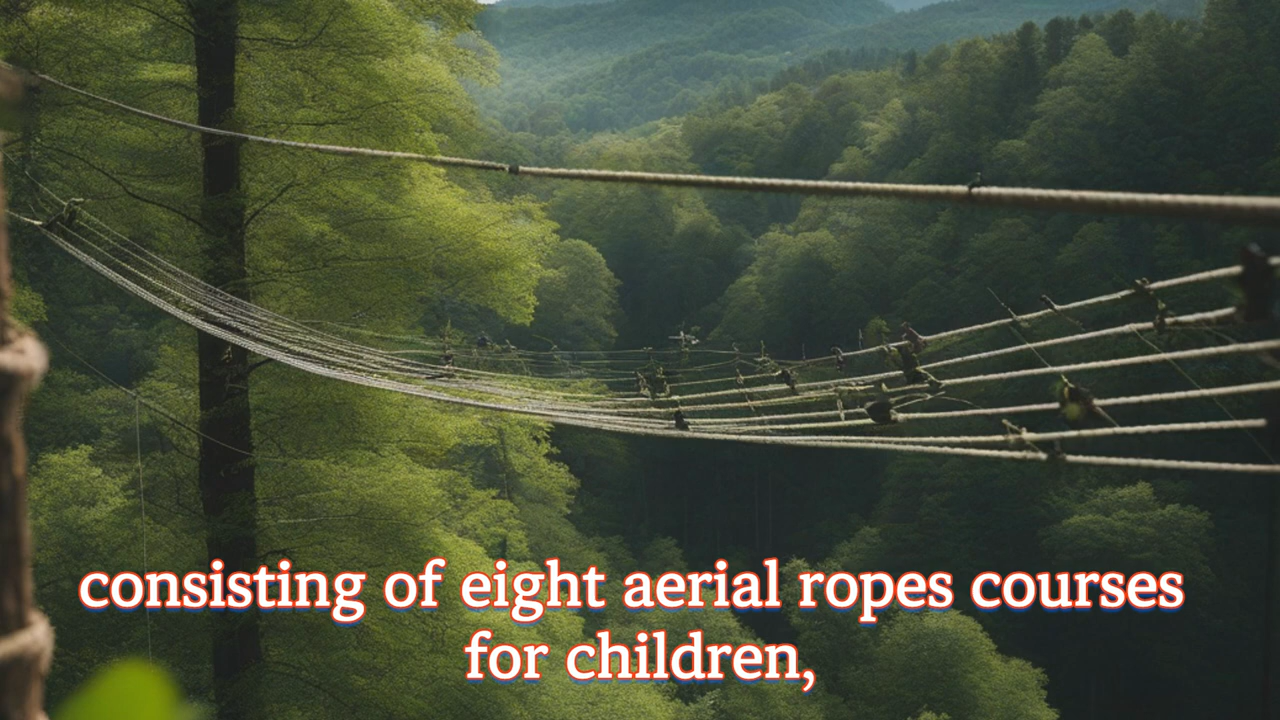 consisting of eight aerial ropes courses
for children,